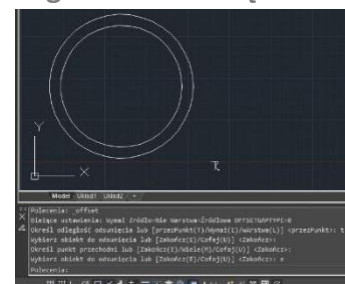 Y
X
Model Układ1 Układ2 +
Polecenia: _offset
Bieżące ustawienia: Wymaż źródło=Nie Warstwa=Źródłowa OFFSETGAPTYPE=0
Określ odległość odsunięcia lub [przezPunkt(T)/Wymaż(E)/wArstwa(L)] <przezPunkt>: t
Wybierz obiekt do odsunięcia lub [Zakończ(E)/Cofaj(U)] <Zakończ>:
Określ punkt przechodni lub [Zakończ(E)/Wiele(M)/Cofaj(U)] <Zakończ>:
Wybierz obiekt do odsunięcia lub [Zakończ(E)/Cofaj(U)] <Zakończ>: e
Polecenie: